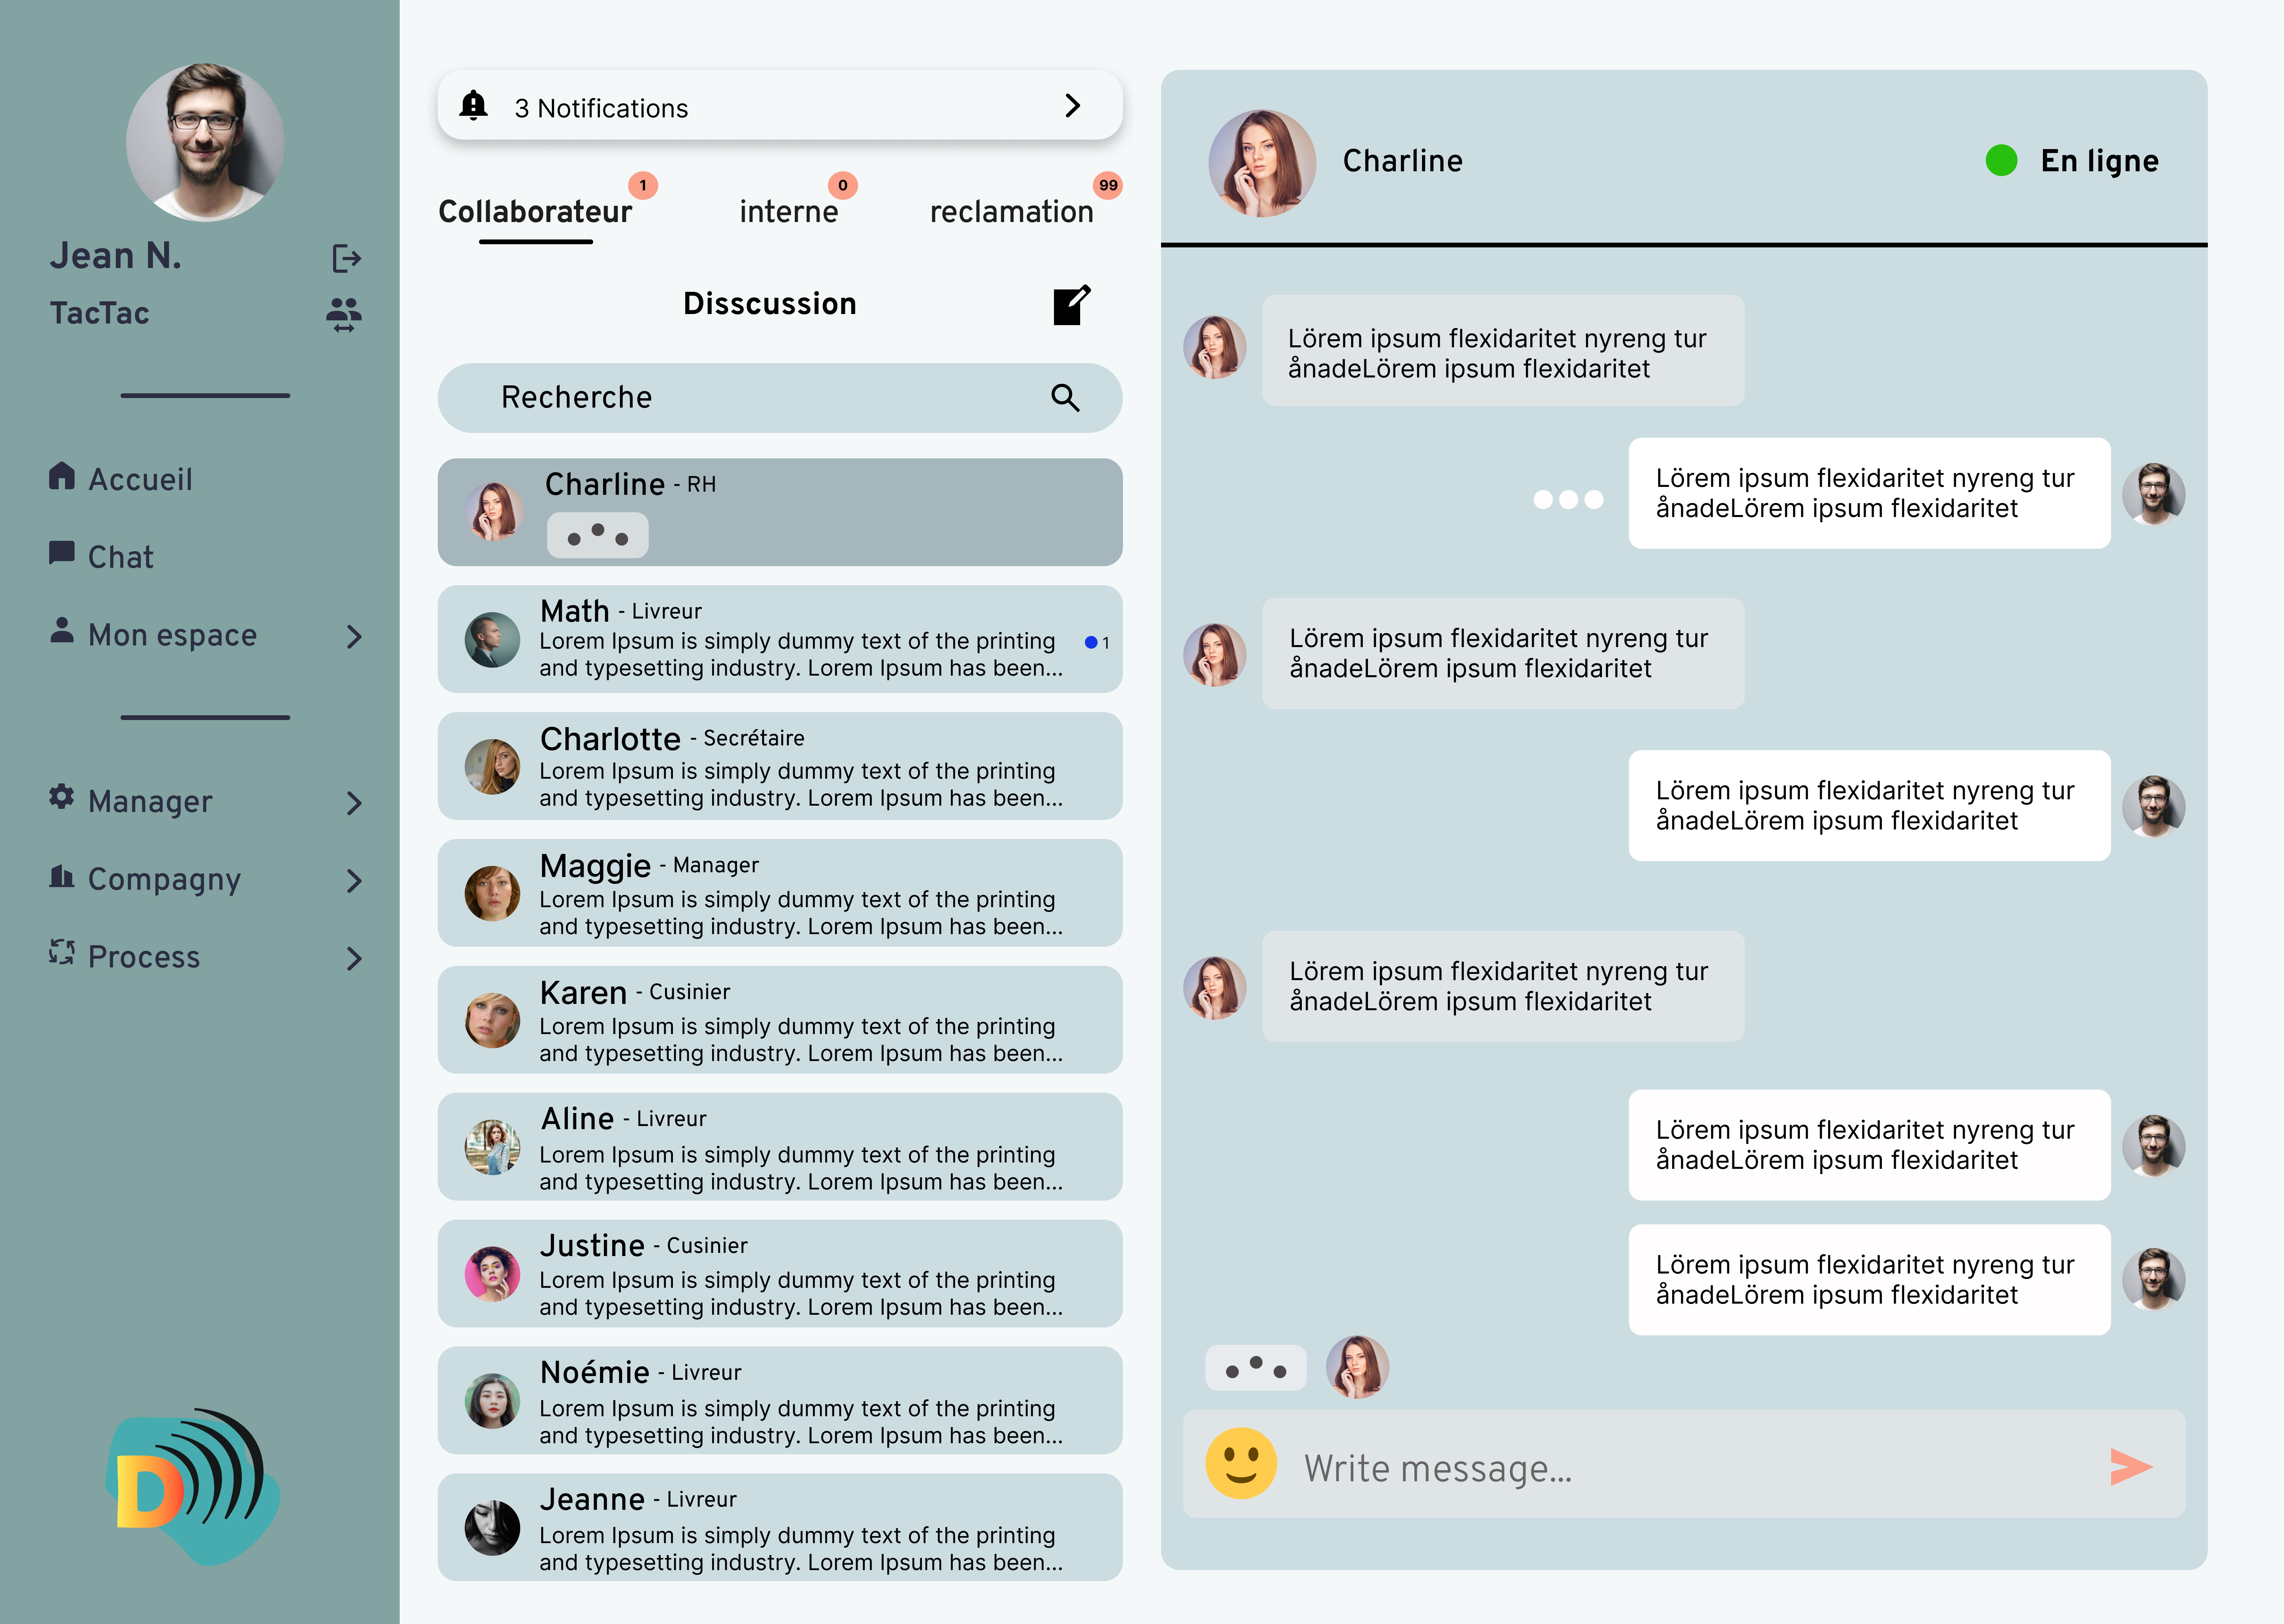 Jean N.
TacTac
Accueil
Chat
Mon espace
Manager
Compagny
Process
D
3 Notifications
Collaborateur 1
interne 0
reclamation 99
Disscussion
Recherche
Charline - RH
Math - Livreur
Lorem Ipsum is simply dummy text of the printing
and typesetting industry. Lorem Ipsum has been...
1
Charlotte - Secrétaire
Lorem Ipsum is simply dummy text of the printing
and typesetting industry. Lorem Ipsum has been...
Maggie - Manager
Lorem Ipsum is simply dummy text of the printing
and typesetting industry. Lorem Ipsum has been...
Karen - Cusinier
Lorem Ipsum is simply dummy text of the printing
and typesetting industry. Lorem Ipsum has been...
Aline - Livreur
Lorem Ipsum is simply dummy text of the printing
and typesetting industry. Lorem Ipsum has been...
Justine - Cusinier
Lorem Ipsum is simply dummy text of the printing
and typesetting industry. Lorem Ipsum has been...
Noémie - Livreur
Lorem Ipsum is simply dummy text of the printing
and typesetting industry. Lorem Ipsum has been...
Jeanne - Livreur
Lorem Ipsum is simply dummy text of the printing
and typesetting industry. Lorem Ipsum has been...
Charline
En ligne
Lörem ipsum flexidaritet nyreng tur
ånadeLörem ipsum flexidaritet
Lörem ipsum flexidaritet nyreng tur
ånadeLörem ipsum flexidaritet
Lörem ipsum flexidaritet nyreng tur
ånadeLörem ipsum flexidaritet
Lörem ipsum flexidaritet nyreng tur
ånadeLörem ipsum flexidaritet
Lörem ipsum flexidaritet nyreng tur
ånadeLörem ipsum flexidaritet
Lörem ipsum flexidaritet nyreng tur
ånadeLörem ipsum flexidaritet
Lörem ipsum flexidaritet nyreng tur
ånadeLörem ipsum flexidaritet
Write message...